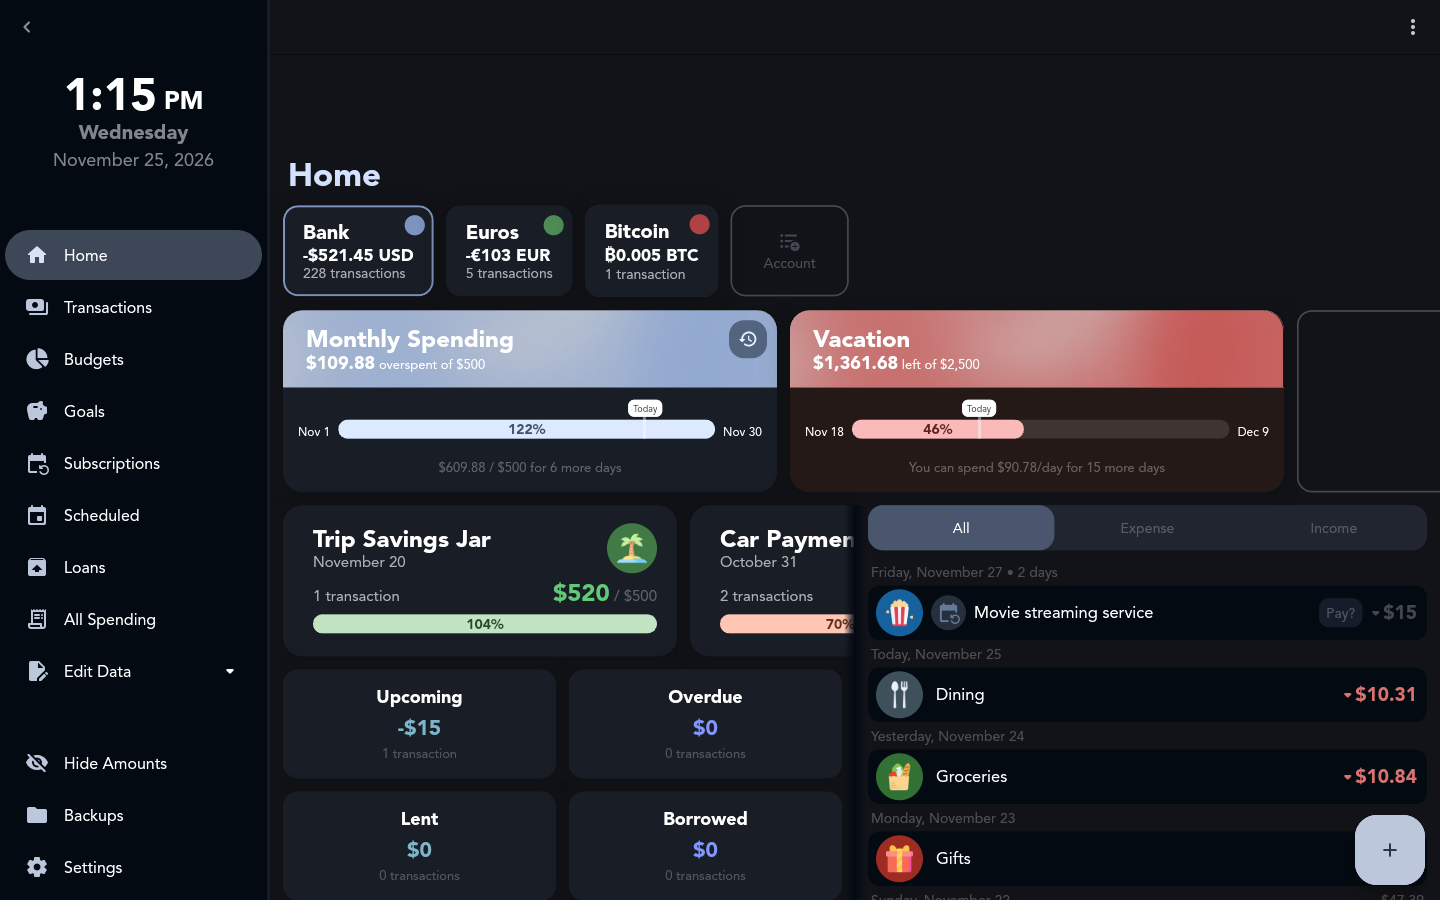 1:15 PM
Wednesday
November 25, 2026
Home
Transactions
Budgets
Goals
Subscriptions
Scheduled
Loans
All Spending
Edit Data
Hide Amounts
Backups
Settings
Home
Bank
-$521.45 USD
228 transactions
Euros
-€103 EUR
5 transactions
Bitcoin
₿0.005 BTC
1 transaction
Account
Monthly Spending
$109.88 overspent of $500
Today
Nov 1
122%
Nov 30
$609.88 / $500 for 6 more days
Vacation
$1,361.68 left of $2,500
Today
Nov 18
46%
Dec 9
You can spend $90.78/day for 15 more days
Trip Savings Jar
November 20
1 transaction
$520 / $500
104%
Car Paymen
October 31
2 transactions
70%
Upcoming
-$15
1 transaction
Overdue
$0
0 transactions
Lent
$0
0 transactions
Borrowed
$0
0 transactions
All
Expense
Income
Friday, November 27 • 2 days
Movie streaming service
Pay?
$15
Today, November 25
Dining
$10.31
Yesterday, November 24
Groceries
$10.84
Monday, November 23
Gifts
Sunday, November 22